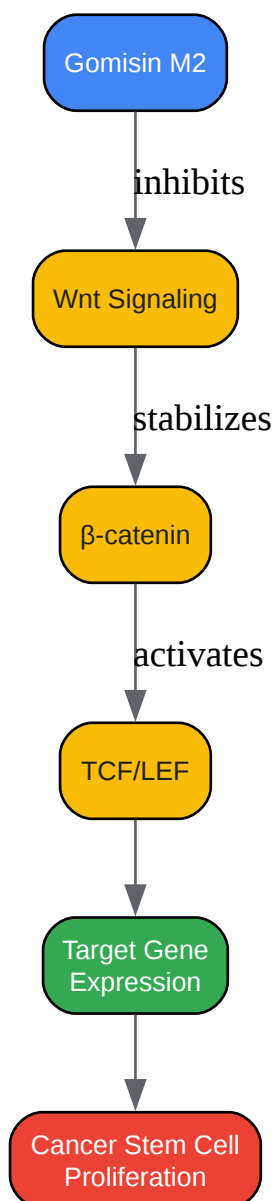 Gomisin M2
inhibits
Wnt Signaling
stabilizes
β-catenin
activates
TCF/LEF
Target Gene
Expression
Cancer Stem Cell
Proliferation